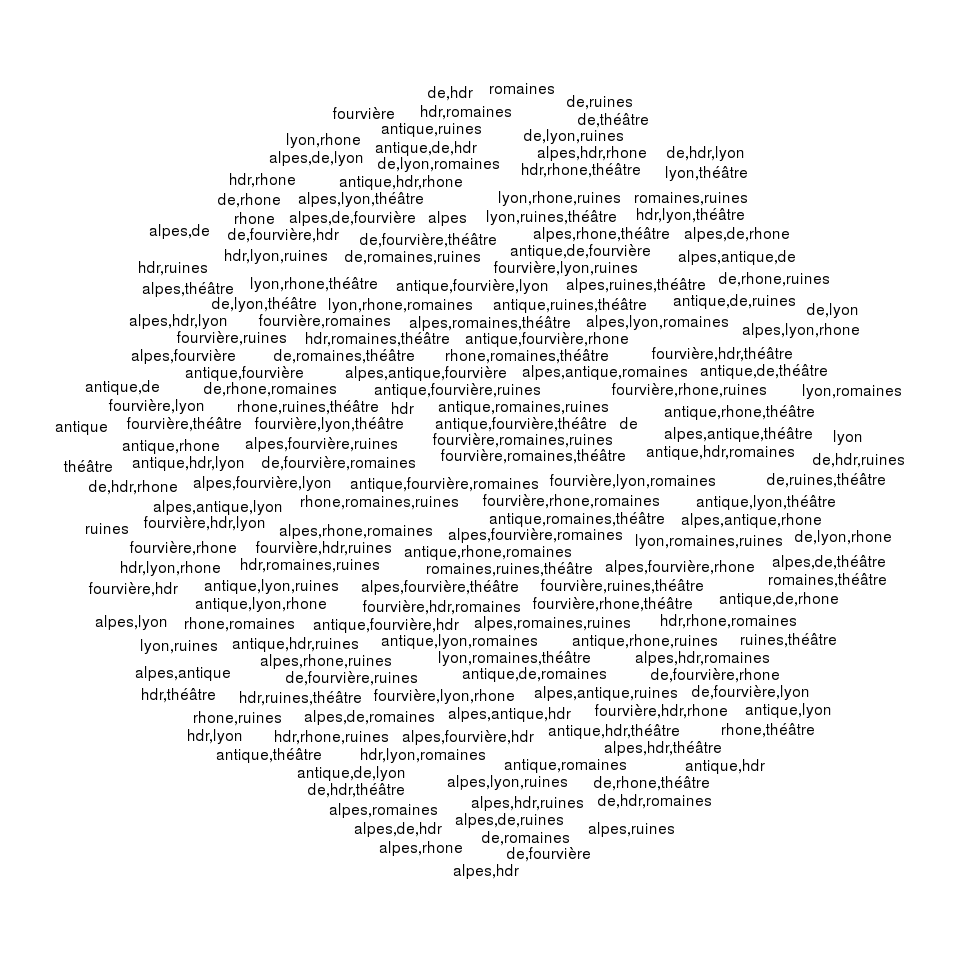 de,hdr romaines
de,ruines
fourvière hdr,romaines
de,théâtre
antique,ruines
lyon,rhone de,lyon,ruines
antique,de,hdr
alpes,de,lyon alpes,hdr,rhone de,hdr,lyon
de,lyon,romaines
hdr,rhone,théâtre lyon,théâtre
hdr,rhone antique,hdr,rhone
de,rhone alpes,lyon,théâtre lyon,rhone,ruines romaines,ruines
rhone alpes,de,fourvière alpes lyon,ruines,théâtre hdr,lyon,théâtre
alpes,de de,fourvière,hdr de,fourvière,théâtre alpes,rhone,théâtre alpes,de,rhone
hdr,lyon,ruines de,romaines,ruines antique,de,fourvière alpes,antique,de
hdr,ruines fourvière,lyon,ruines
alpes,théâtre lyon,rhone,théâtre antique,fourvière,lyon alpes,ruines,théâtre de,rhone,ruines
de,lyon,théâtre lyon,rhone,romaines antique,ruines,théâtre antique,de,ruines de,lyon
alpes,hdr,lyon fourvière,romaines alpes,romaines,théâtre alpes,lyon,romaines alpes,lyon,rhone
fourvière,ruines hdr,romaines,théâtre antique,fourvière,rhone
alpes,fourvière de,romaines,théâtre rhone,romaines,théâtre fourvière,hdr,théâtre
antique,fourvière alpes,antique,fourvière alpes,antique,romaines antique,de,théâtre
antique,de de,rhone,romaines antique,fourvière,ruines fourvière,rhone,ruines lyon,romaines
fourvière,lyon rhone,ruines,théâtre hdr antique,romaines,ruines antique,rhone,théâtre
antique fourvière,théâtre fourvière,lyon,théâtre antique,fourvière,théâtre de
antique,rhone alpes,fourvière,ruines fourvière,romaines,ruines alpes,antique,théâtre lyon
théâtre antique,hdr,lyon de,fourvière,romaines fourvière,romaines,théâtre antique,hdr,romaines de,hdr,ruines
de,hdr,rhone alpes,fourvière,lyon antique,fourvière,romaines fourvière,lyon,romaines de,ruines,théâtre
alpes,antique,lyon rhone,romaines,ruines fourvière,rhone,romaines antique,lyon,théâtre
ruines fourvière,hdr,lyon alpes,rhone,romaines antique,romaines,théâtre alpes,antique,rhone
alpes,fourvière,romaines lyon,romaines,ruines de,lyon,rhone
fourvière,rhone fourvière,hdr,ruines antique,rhone,romaines
hdr,lyon,rhone hdr,romaines,ruines romaines,ruines,théâtre alpes,fourvière,rhone alpes,de,théâtre
fourvière,hdr antique,lyon,ruines alpes,fourvière,théâtre fourvière,ruines,théâtre romaines,théâtre
antique,lyon,rhone fourvière,hdr,romaines fourvière,rhone,théâtre antique,de,rhone
alpes,lyon rhone,romaines antique,fourvière,hdr alpes,romaines,ruines hdr,rhone,romaines
lyon,ruines antique,hdr,ruines antique,lyon,romaines antique,rhone,ruines ruines,théâtre
alpes,rhone,ruines lyon,romaines,théâtre alpes,hdr,romaines
alpes,antique de,fourvière,ruines antique,de,romaines de,fourvière,rhone
hdr,théâtre hdr,ruines,théâtre fourvière,lyon,rhone alpes,antique,ruines de,fourvière,lyon
rhone,ruines alpes,de,romaines alpes,antique,hdr fourvière,hdr,rhone antique,lyon
hdr,lyon hdr,rhone,ruines alpes,fourvière,hdr antique,hdr,théâtre rhone,théâtre
antique,théâtre hdr,lyon,romaines alpes,hdr,théâtre
antique,de,lyon antique,romaines antique,hdr
de,hdr,théâtre alpes,lyon,ruines de,rhone,théâtre
alpes,romaines alpes,hdr,ruines de,hdr,romaines
alpes,de,hdr alpes,de,ruines alpes,ruines
alpes,rhone de,romaines
de,fourvière
alpes,hdr